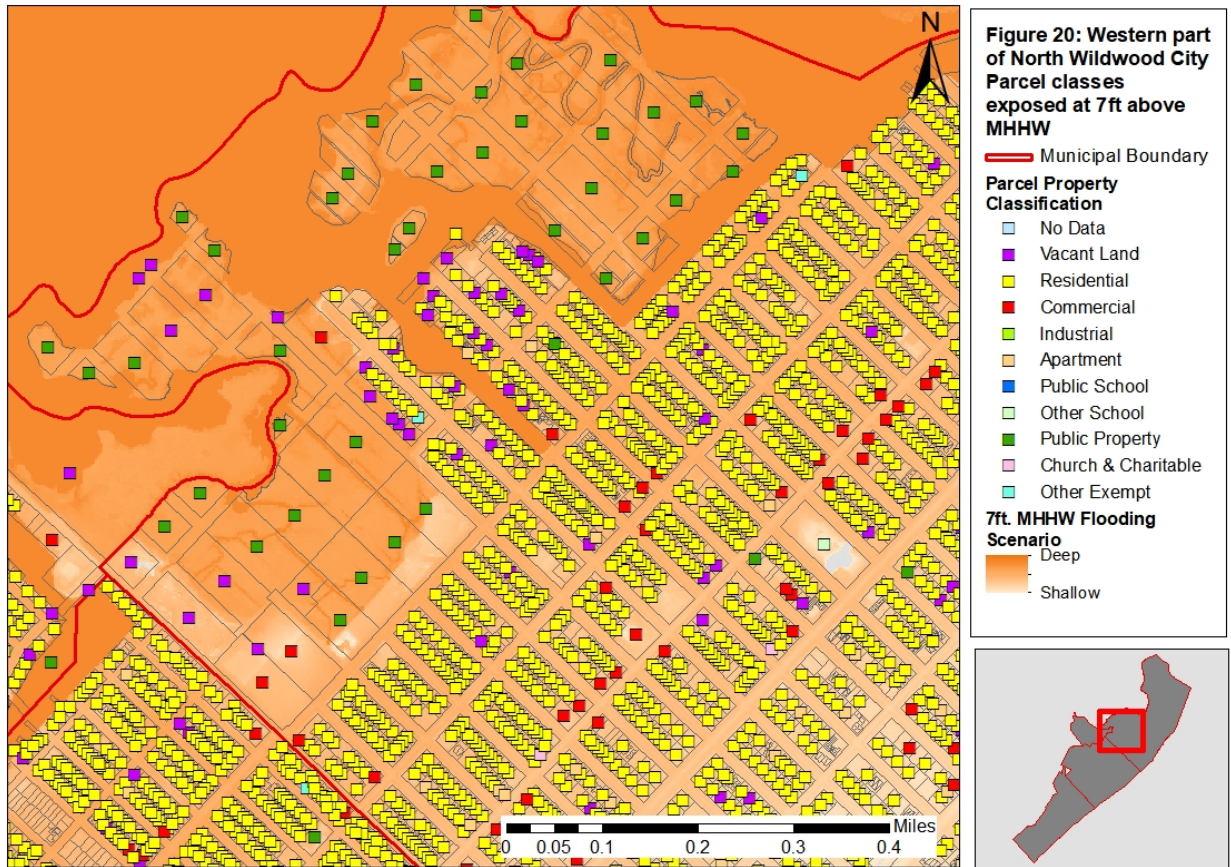 N
Figure 20: Western part
of North Wildwood City
Parcel classes
exposed at 7ft above
MHHW
Municipal Boundary
Parcel Property
Classification
No Data
Vacant Land
Residential
Commercial
Industrial
Apartment
Public School
Other School
Public Property
Church & Charitable
Other Exempt
7ft. MHHW Flooding
Scenario
Deep
Shallow
Miles
0 0.05 0.1 0.2 0.3 0.4